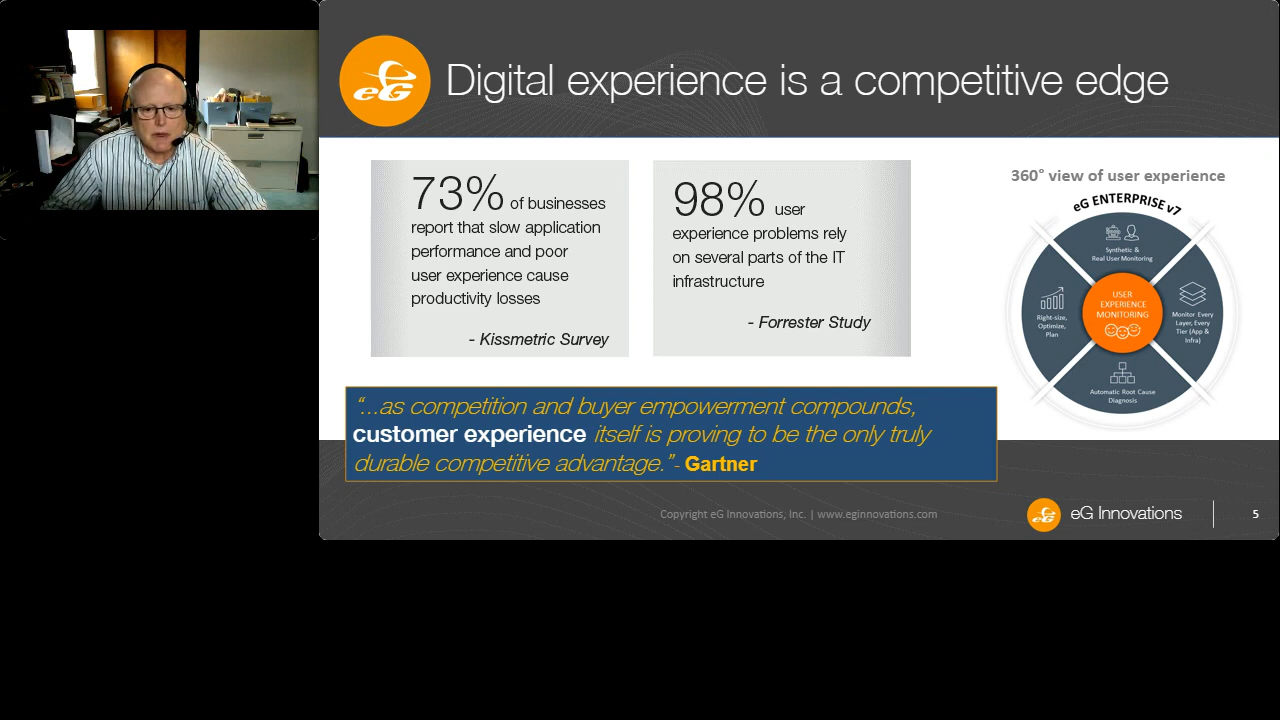 eG Digital experience is a competitive edge
73% of businesses
report that slow application
performance and poor
user experience cause
productivity losses
- Kissmetric Survey
98% user
experience problems rely
on several parts of the IT
infrastructure
- Forrester Study
360° view of user experience
eG ENTERPRISE v7
Synthetic &
Real User Monitoring
Right-size,
Optimize,
Plan
USER
EXPERIENCE
MONITORING
Monitor Every
Layer, Every
Tier (App &
Infra)
Automatic Root Cause
Diagnosis
“...as competition and buyer empowerment compounds,
customer experience itself is proving to be the only truly
durable competitive advantage.”- Gartner
Copyright eG Innovations, Inc. | www.eginnovations.com
eG eG Innovations
5